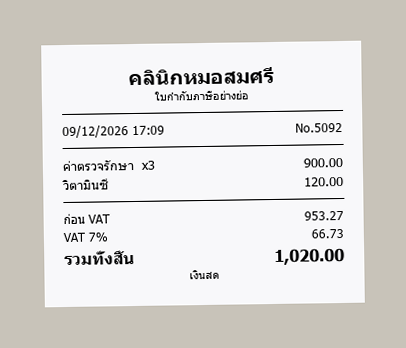 คลินิกหมอสมศรี
ใบกำกับภาษีอย่างย่อ
09/12/2026 17:09 No.5092
ค่าตรวจรักษา x3 900.00
วิตามินซี 120.00
ก่อน VAT 953.27
VAT 7% 66.73
รวมทั้งสิ้น 1,020.00
เงินสด